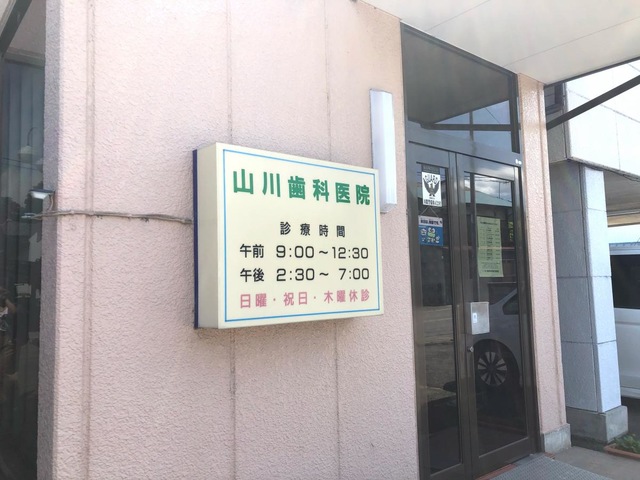 山川歯科医院
診療時間
午前 9:00～12:30
午後 2:30～ 7:00
日曜・祝日・木曜休診